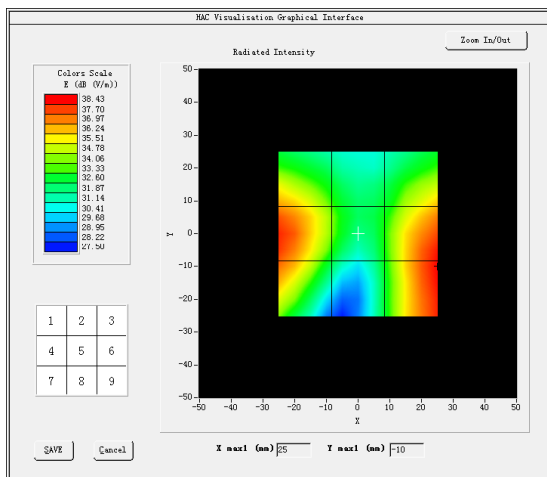 HAC Visualisation Graphical Interface
Zoom In/Out
Radiated Intensity
Colors Scale
E (dB (V/m))
38.43
37.70
36.97
36.24
35.51
34.78
34.06
33.33
32.60
31.87
31.14
30.41
29.68
28.95
28.22
27.50
50
40
30
20
10
0
-10
-20
-30
-40
-50
Y
-50 -40 -30 -20 -10 0 10 20 30 40 50
X
1 2 3
4 5 6
7 8 9
SAVE
Cancel
X max1 (mm) 25
Y max1 (mm) -10